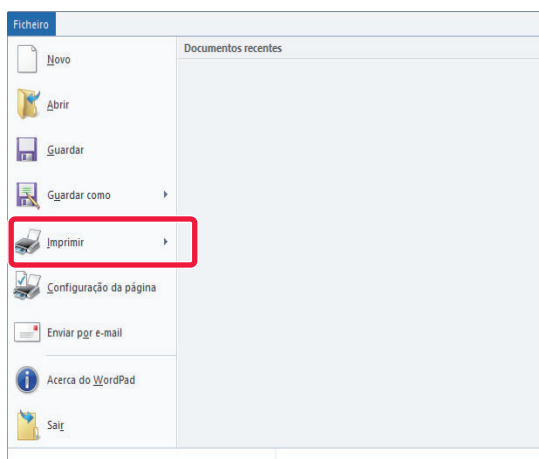 Ficheiro
Documentos recentes
Novo
Abrir
Guardar
Guardar como
Imprimir
Configuração da página
Enviar por e-mail
Acerca do WordPad
Sair